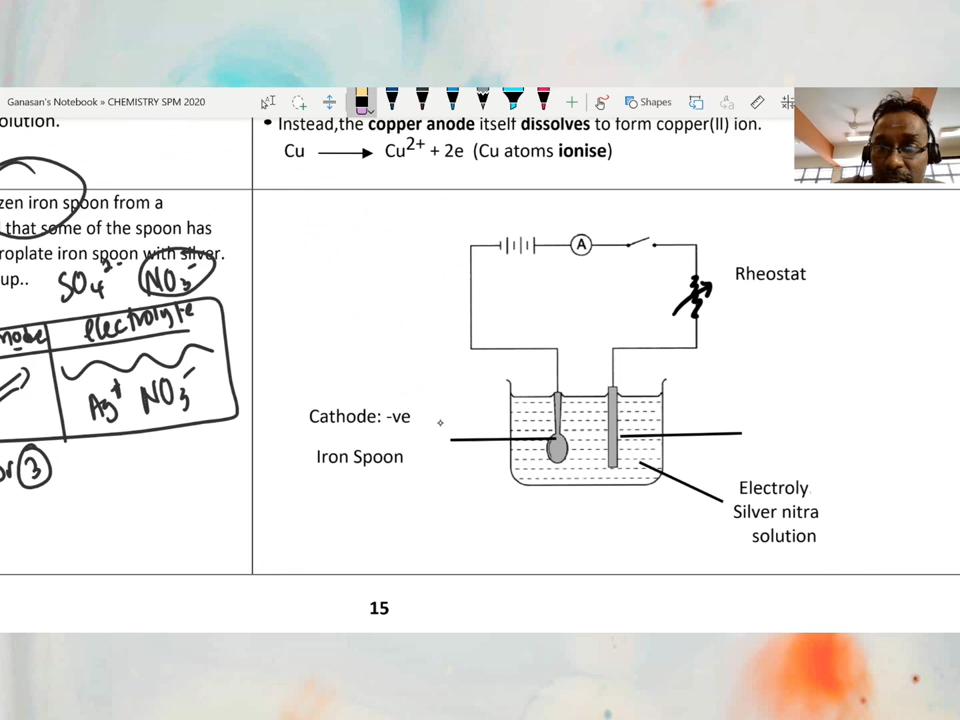 Ganasan's Notebook » CHEMISTRY SPM 2020
Shapes
olution.
• Instead,the copper anode itself dissolves to form copper(II) ion.
Cu ⟶ Cu²⁺ + 2e (Cu atoms ionise)
zen iron spoon from a
that some of the spoon has
roplate iron spoon with silver.
up..
SO₄²⁻ NO₃⁻
node electrolyte
Ag⁺ NO₃⁻
or 3
A
Rheostat
Cathode: -ve
Iron Spoon
Electroly
Silver nitra
solution
15